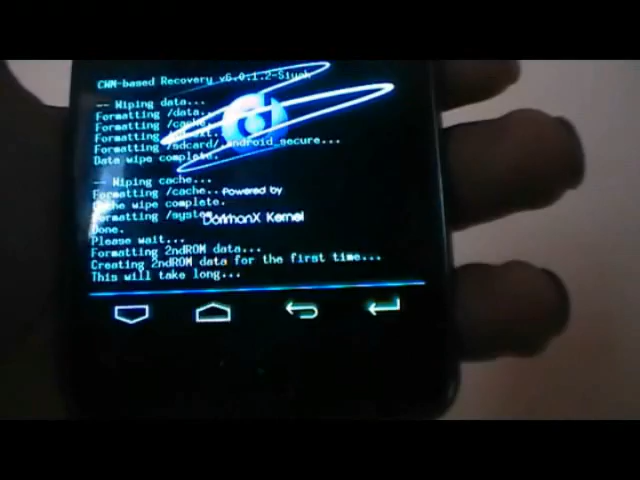 CWM-based Recovery v6.0.1.2-Siyah
-- Wiping data...
Formatting /data...
Formatting /cache...
Formatting
Formatting /sdcard/.android_secure...
Data wipe complete.
-- Wiping cache...
Formatting /cache...
Powered by
Cache wipe complete.
Formatting /system
DorimanX Kernel
Done.
Please wait...
Formatting 2ndROM data...
Creating 2ndROM data for the first time...
This will take long...